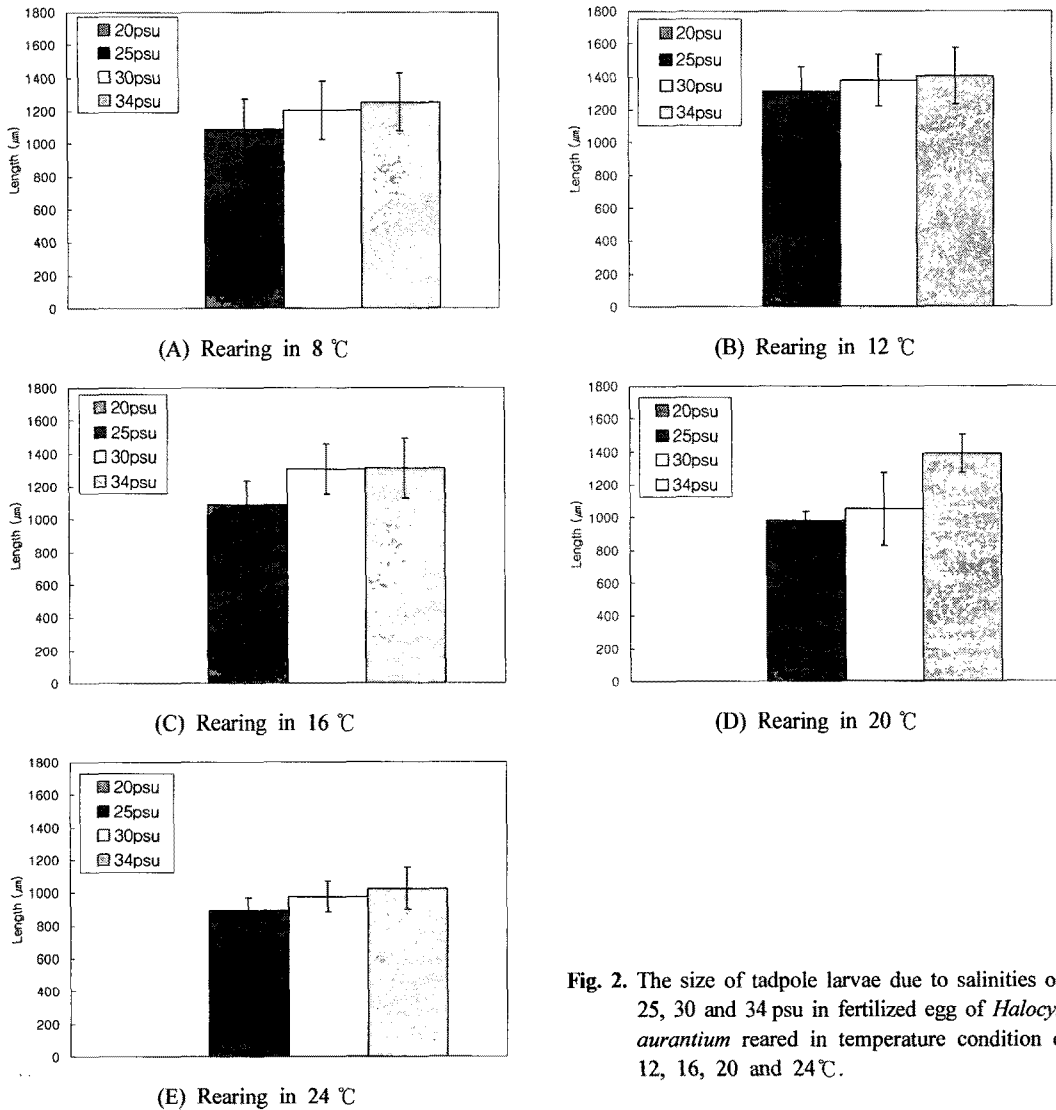 1800
1600
1400
1200
1000
800
600
400
200
0
Length (㎛)
20psu
25psu
30psu
34psu
(A) Rearing in 8 ℃
1800
1600
1400
1200
1000
800
600
400
200
0
Length (㎛)
20psu
25psu
30psu
34psu
(B) Rearing in 12 ℃
1800
1600
1400
1200
1000
800
600
400
200
0
Length (㎛)
20psu
25psu
30psu
34psu
(C) Rearing in 16 ℃
1800
1600
1400
1200
1000
800
600
400
200
0
Length (㎛)
20psu
25psu
30psu
34psu
(D) Rearing in 20 ℃
1800
1600
1400
1200
1000
800
600
400
200
0
Length (㎛)
20psu
25psu
30psu
34psu
(E) Rearing in 24 ℃
Fig. 2. The size of tadpole larvae due to salinities
25, 30 and 34 psu in fertilized egg of
aurantium reared in temperature condition
12, 16, 20 and 24℃.